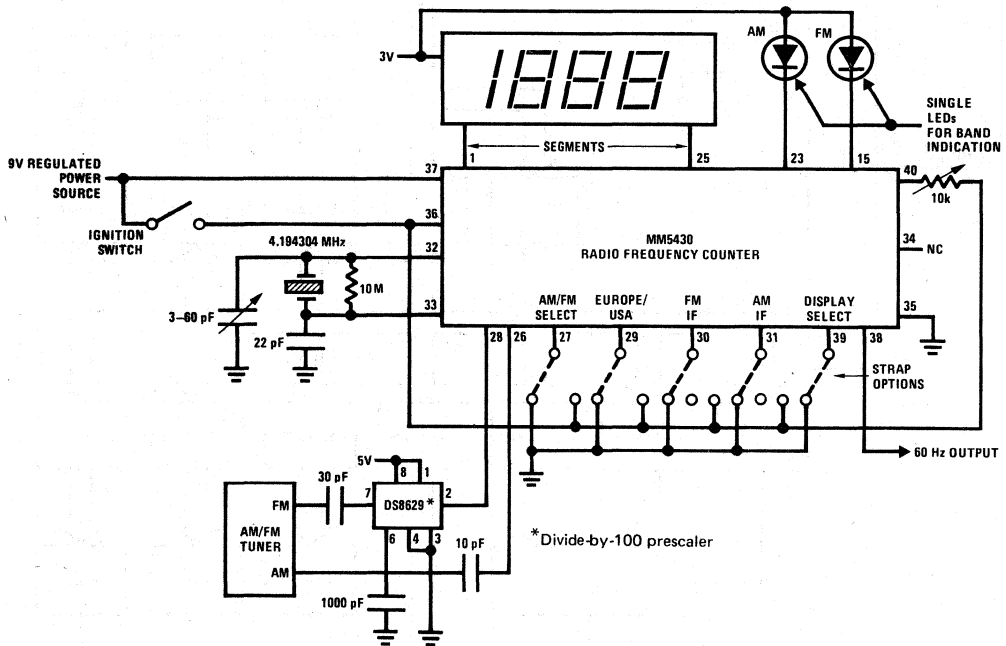 AM
FM
3V
1888
SINGLE
LEDs
FOR BAND
INDICATION
SEGMENTS
1
25
23
15
9V REGULATED
POWER
SOURCE
37
40
10k
36
IGNITION
SWITCH
4.194304 MHz
32
MM5430
RADIO FREQUENCY COUNTER
34
NC
10M
3–60 pF
33
AM/FM
SELECT
EUROPE/
USA
FM
IF
AM
IF
DISPLAY
SELECT
35
22 pF
28
26
27
29
30
31
39
38
STRAP
OPTIONS
60 Hz OUTPUT
5V
8
1
30 pF
7
2
FM
DS8629*
AM/FM
TUNER
6
4
3
10 pF
*Divide-by-100 prescaler
AM
1000 pF